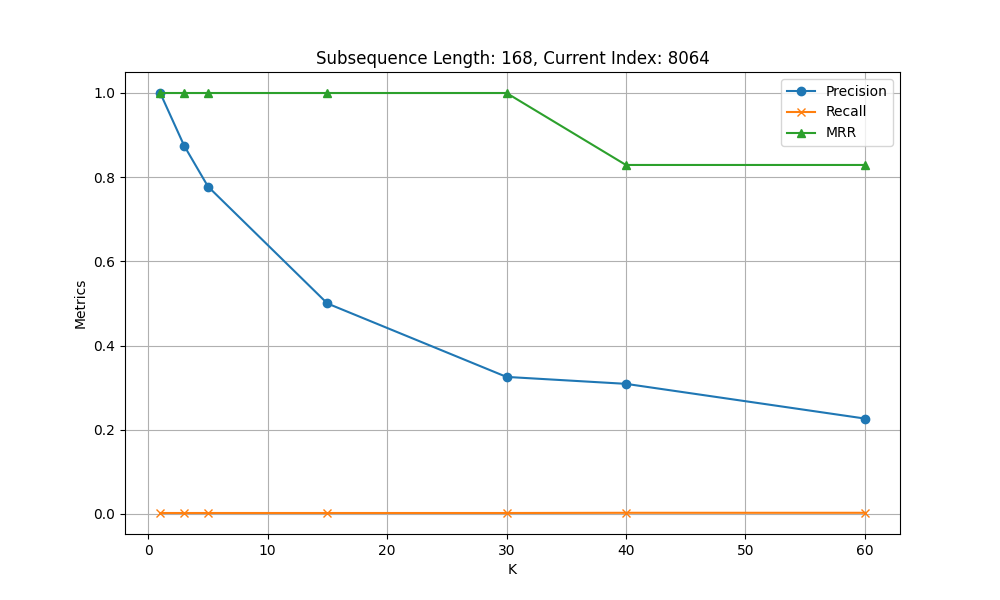 Subsequence Length: 168, Current Index: 8064
Precision
Recall
MRR
1.0
0.8
0.6
0.4
0.2
0.0
Metrics
0 10 20 30 40 50 60
K